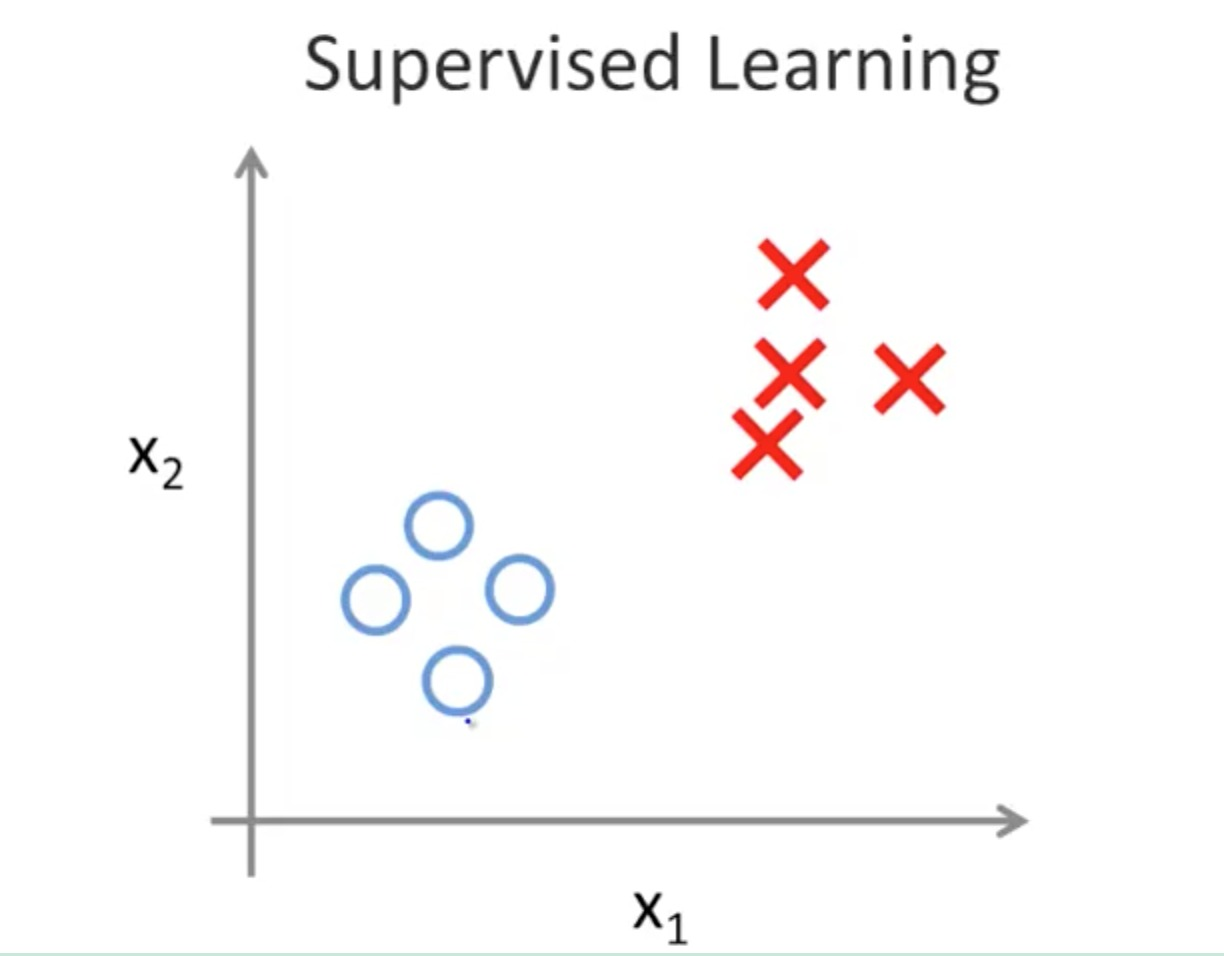 Supervised Learning
x₂
x₁